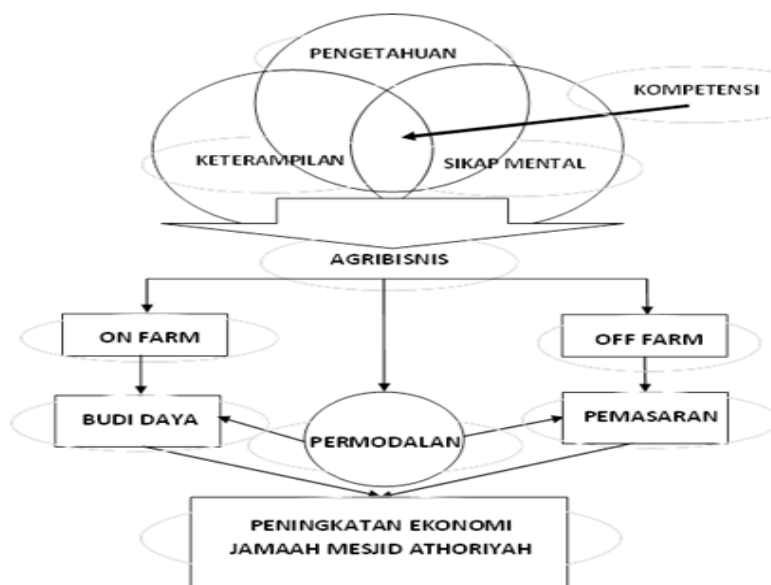 PENGETAHUAN
KOMPETENSI
KETERAMPILAN
SIKAP MENTAL
AGRIBISNIS
ON FARM
OFF FARM
BUDI DAYA
PERMODALAN
PEMASARAN
PENINGKATAN EKONOMI
JAMAAH MESJID ATHORIYAH